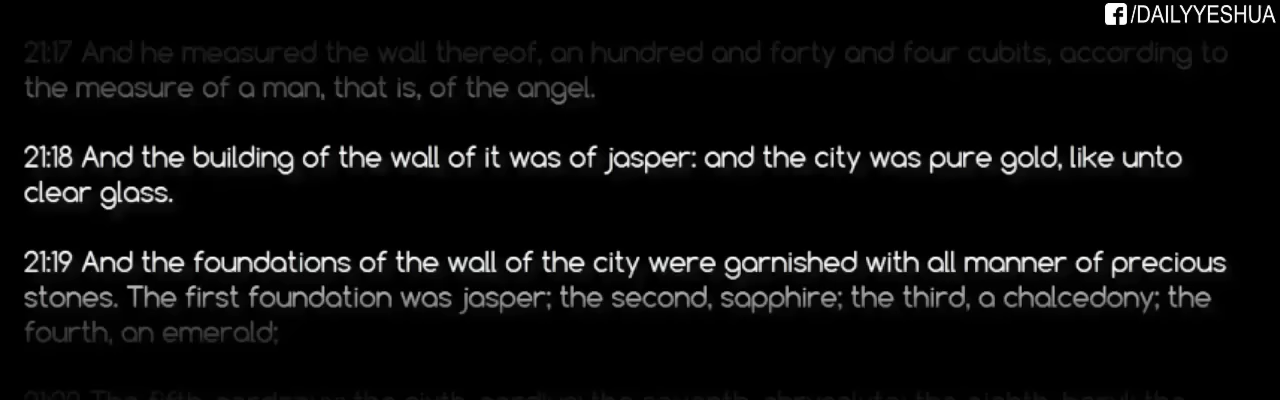 /DAILYYESHUA
21:17 And he measured the wall thereof, an hundred and forty and four cubits, according to
the measure of a man, that is, of the angel.
21:18 And the building of the wall of it was of jasper: and the city was pure gold, like unto
clear glass.
21:19 And the foundations of the wall of the city were garnished with all manner of precious
stones. The first foundation was jasper; the second, sapphire; the third, a chalcedony; the
fourth, an emerald;